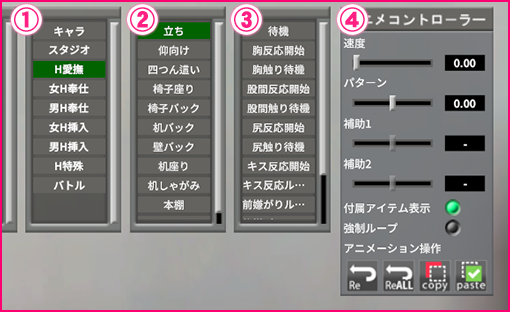 ①
キャラ
スタジオ
H愛撫
女H奉仕
男H奉仕
女H挿入
男H挿入
H特殊
バトル
②
立ち
仰向け
四つん這い
椅子座り
椅子バック
机バック
壁バック
机座り
机しゃがみ
本棚
③
待機
胸反応開始
胸触り待機
股間反応開始
股間触り待機
尻反応開始
尻触り待機
キス反応開始
キス反応ル…
前嫌がりル…
④
ニメコントローラー
速度
0.00
パターン
0.00
補助1
-
補助2
-
付属アイテム表示
強制ループ
アニメーション操作
Re
ReALL
copy
paste